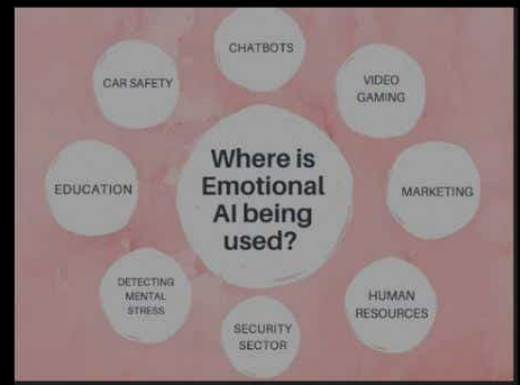 Where is
Emotional
AI being
used?
CHATBOTS
VIDEO
GAMING
MARKETING
HUMAN
RESOURCES
SECURITY
SECTOR
DETECTING
MENTAL
STRESS
EDUCATION
CAR SAFETY